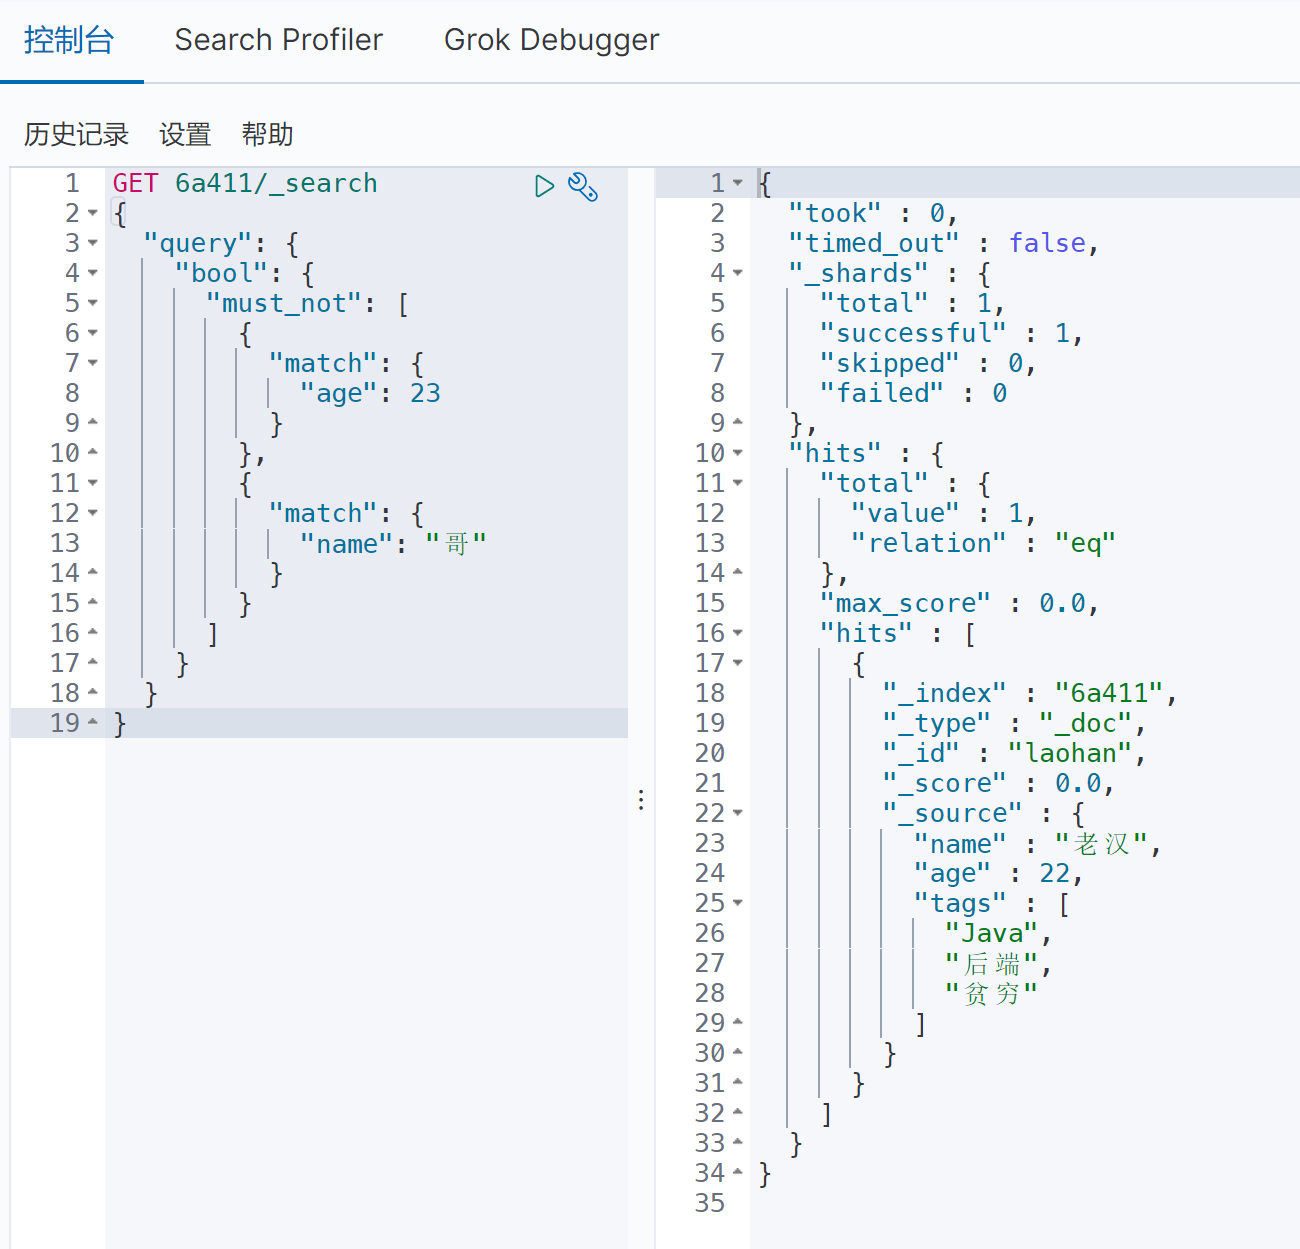 控制台 Search Profiler Grok Debugger
历史记录 设置 帮助
1 GET 6a411/_search
2 {
3 "query": {
4 "bool": {
5 "must_not": [
6 {
7 "match": {
8 "age": 23
9 }
10 },
11 {
12 "match": {
13 "name": "哥"
14 }
15 }
16 ]
17 }
18 }
19 }
1 {
2 "took" : 0,
3 "timed_out" : false,
4 "_shards" : {
5 "total" : 1,
6 "successful" : 1,
7 "skipped" : 0,
8 "failed" : 0
9 },
10 "hits" : {
11 "total" : {
12 "value" : 1,
13 "relation" : "eq"
14 },
15 "max_score" : 0.0,
16 "hits" : [
17 {
18 "_index" : "6a411",
19 "_type" : "_doc",
20 "_id" : "laohan",
21 "_score" : 0.0,
22 "_source" : {
23 "name" : "老汉",
24 "age" : 22,
25 "tags" : [
26 "Java",
27 "后端",
28 "贫穷"
29 ]
30 }
31 }
32 ]
33 }
34 }
35